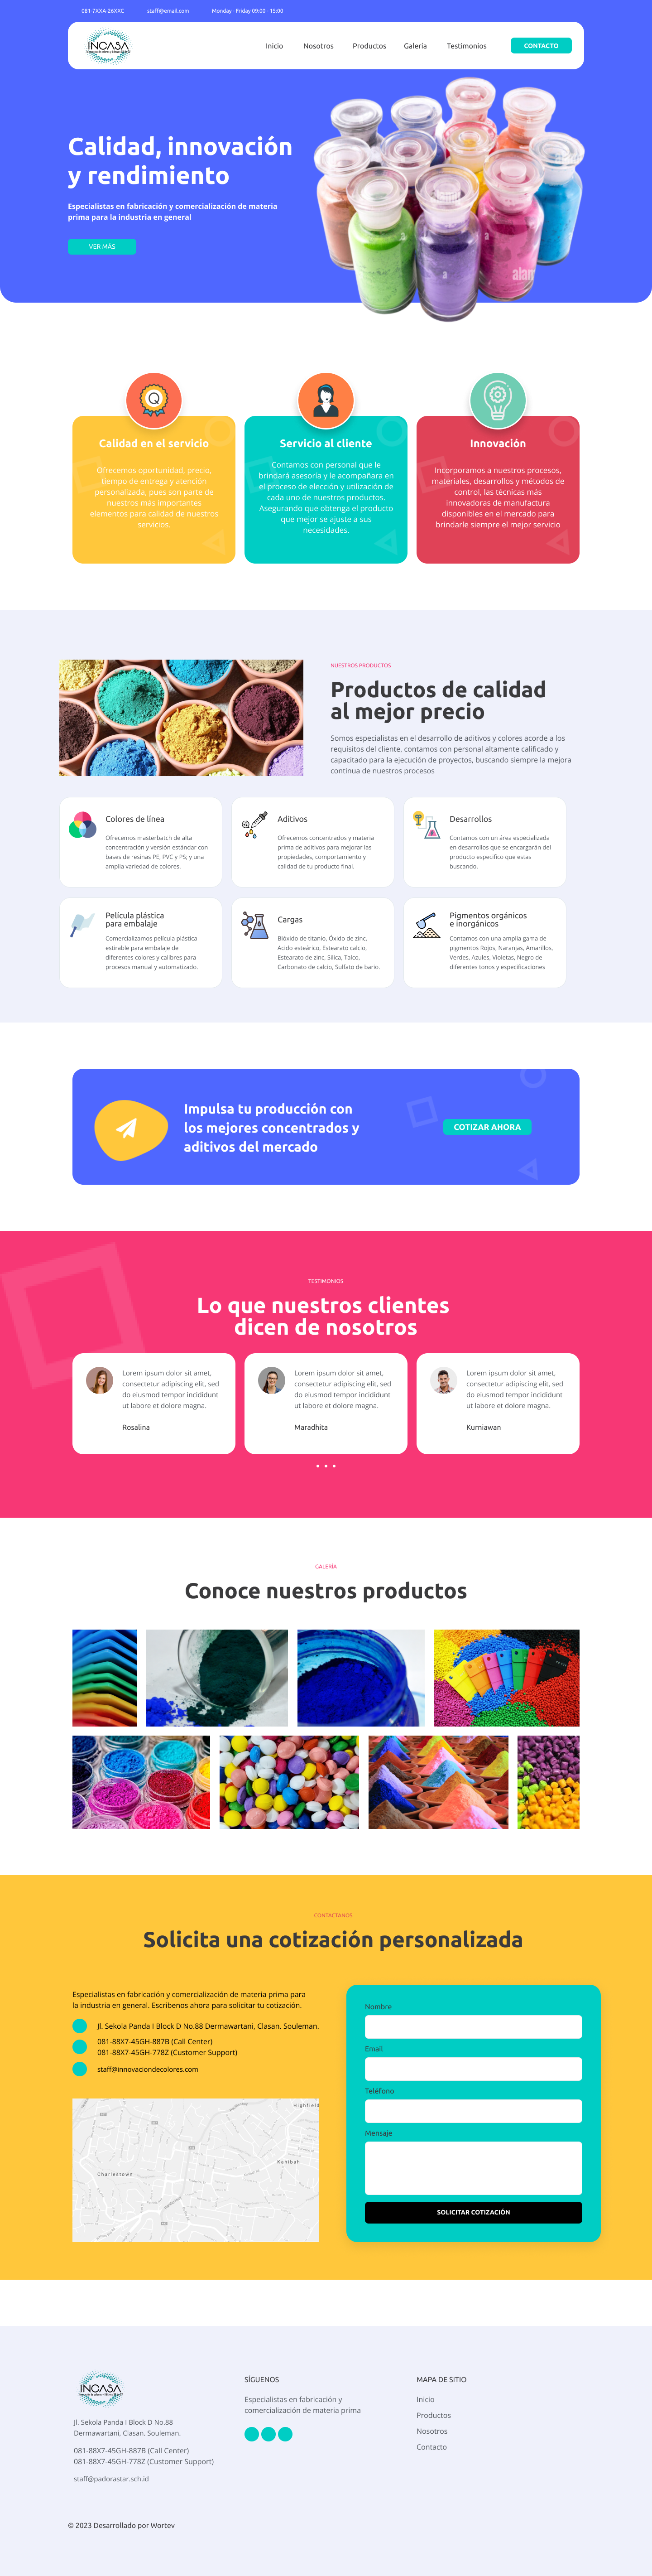 081-7XXA-26XXC
staff@email.com
Monday - Friday 09:00 - 15:00
INCASA
Inicio
Nosotros
Productos
Galería
Testimonios
CONTACTO
Calidad, innovación
y rendimiento
Especialistas en fabricación y comercialización de materia
prima para la industria en general
VER MÁS
Calidad en el servicio
Ofrecemos oportunidad, precio,
tiempo de entrega y atención
personalizada, pues son parte de
nuestros más importantes
elementos para calidad de nuestros
servicios.
Servicio al cliente
Contamos con personal que le
brindará asesoria y le acompañara en
el proceso de elección y utilización de
cada uno de nuestros productos.
Asegurando que obtenga el producto
que mejor se ajuste a sus
necesidades.
Innovación
Incorporamos a nuestros procesos,
materiales, desarrollos y métodos de
control, las técnicas más
innovadoras de manufactura
disponibles en el mercado para
brindarle siempre el mejor servicio
NUESTROS PRODUCTOS
Productos de calidad
al mejor precio
Somos especialistas en el desarrollo de aditivos y colores acorde a los
requisitos del cliente, contamos con personal altamente calificado y
capacitado para la ejecución de proyectos, buscando siempre la mejora
continua de nuestros procesos
Colores de línea
Ofrecemos masterbatch de alta
concentración y versión estándar con
bases de resinas PE, PVC y PS; y una
amplia variedad de colores.
Aditivos
Ofrecemos concentrados y materia
prima de aditivos para mejorar las
propiedades, comportamiento y
calidad de tu producto final.
Desarrollos
Contamos con un área especializada
en desarrollos que se encargarán del
producto especifico que estas
buscando.
Película plástica
para embalaje
Comercializamos película plástica
estirable para embalaje de
diferentes colores y calibres para
procesos manual y automatizado.
Cargas
Bióxido de titanio, Óxido de zinc,
Acido esteárico, Estearato calcio,
Estearato de zinc, Silica, Talco,
Carbonato de calcio, Sulfato de bario.
Pigmentos orgánicos
e inorgánicos
Contamos con una amplia gama de
pigmentos Rojos, Naranjas, Amarillos,
Verdes, Azules, Violetas, Negro de
diferentes tonos y especificaciones
Impulsa tu producción con
los mejores concentrados y
aditivos del mercado
COTIZAR AHORA
TESTIMONIOS
Lo que nuestros clientes
dicen de nosotros
Lorem ipsum dolor sit amet,
consectetur adipiscing elit, sed
do eiusmod tempor incididunt
ut labore et dolore magna.
Rosalina
Lorem ipsum dolor sit amet,
consectetur adipiscing elit, sed
do eiusmod tempor incididunt
ut labore et dolore magna.
Maradhita
Lorem ipsum dolor sit amet,
consectetur adipiscing elit, sed
do eiusmod tempor incididunt
ut labore et dolore magna.
Kurniawan
GALERÍA
Conoce nuestros productos
CONTACTANOS
Solicita una cotización personalizada
Especialistas en fabricación y comercialización de materia prima para
la industria en general. Escribenos ahora para solicitar tu cotización.
Jl. Sekola Panda I Block D No.88 Dermawartani, Clasan. Souleman.
081-88X7-45GH-887B (Call Center)
081-88X7-45GH-778Z (Customer Support)
staff@innovaciondecolores.com
Highfield
Kahibah
Charlestown
Nombre
Email
Teléfono
Mensaje
SOLICITAR COTIZACIÓN
INCASA
Jl. Sekola Panda I Block D No.88
Dermawartani, Clasan. Souleman.
081-88X7-45GH-887B (Call Center)
081-88X7-45GH-778Z (Customer Support)
staff@padorastar.sch.id
SÍGUENOS
Especialistas en fabricación y
comercialización de materia prima
MAPA DE SITIO
Inicio
Productos
Nosotros
Contacto
© 2023 Desarrollado por Wortev